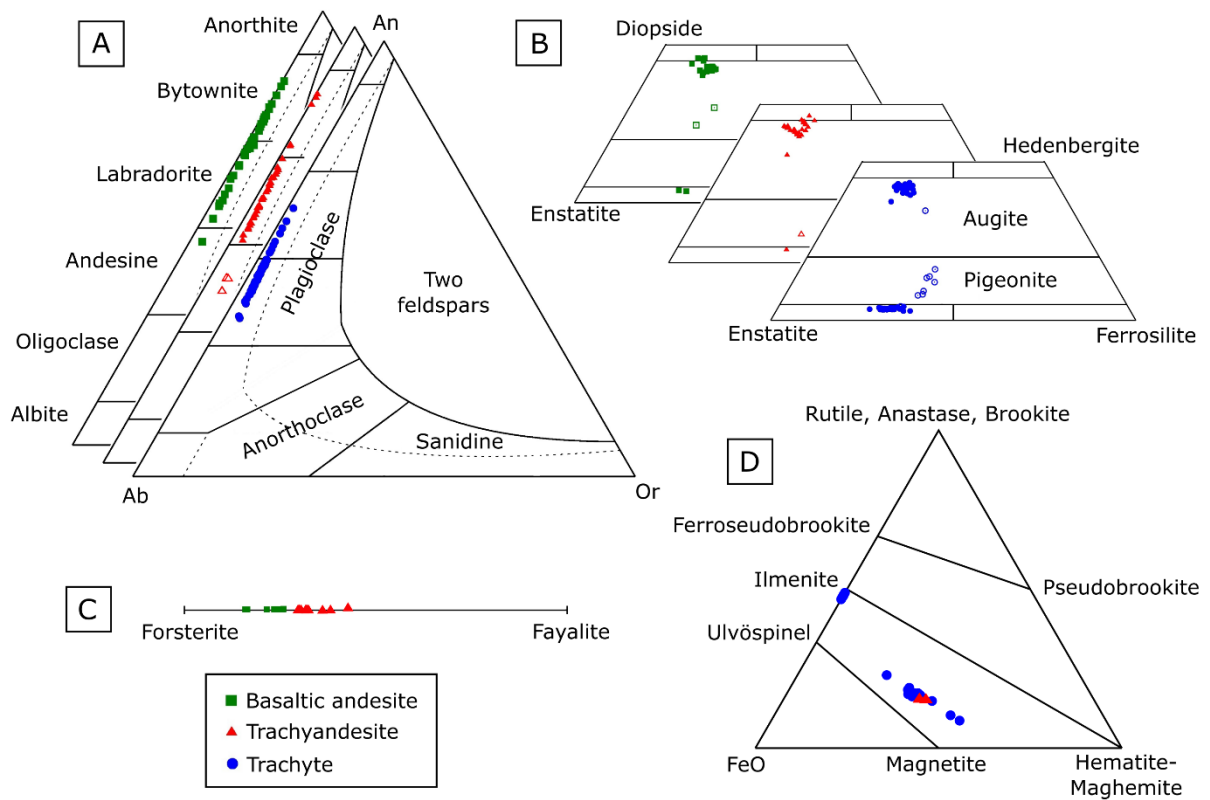 A
Anorthite
An
Bytownite
Labradorite
Andesine
Oligoclase
Albite
Plagioclase
Two
feldspars
Anorthoclase
Sanidine
Ab
Or
B
Diopside
Hedenbergite
Enstatite
Augite
Pigeonite
Enstatite
Ferrosilite
C
Forsterite
Fayalite
Basaltic andesite
Trachyandesite
Trachyte
D
Rutile, Anastase, Brookite
Ferroseudobrookite
Ilmenite
Pseudobrookite
Ulvöspinel
FeO
Magnetite
Hematite-
Maghemite